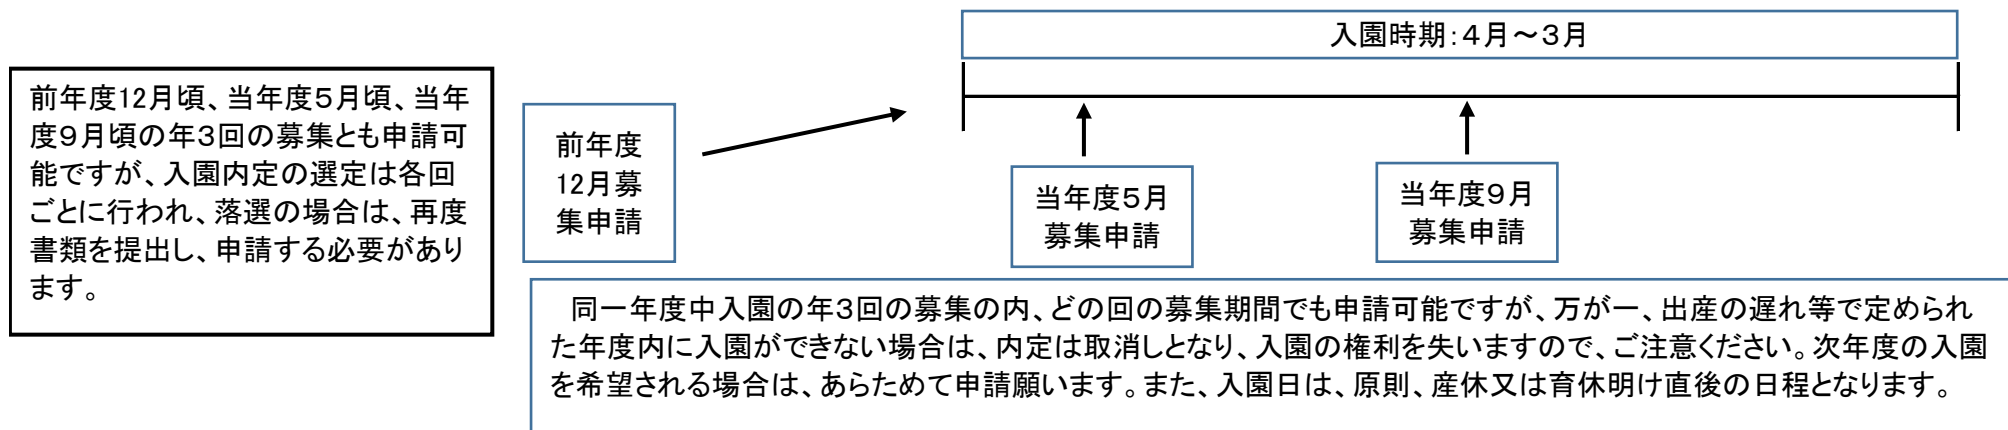 入園時期：４月～３月
前年度12月頃、当年度５月頃、当年
度９月頃の年３回の募集とも申請可
能ですが、入園内定の選定は各回
ごとに行われ、落選の場合は、再度
書類を提出し、申請する必要があり
ます。
前年度
12月募
集申請
当年度５月
募集申請
当年度９月
募集申請
同一年度中入園の年３回の募集の内、どの回の募集期間でも申請可能ですが、万が一、出産の遅れ等で定められ
た年度内に入園ができない場合は、内定は取消しとなり、入園の権利を失いますので、ご注意ください。次年度の入園
を希望される場合は、あらためて申請願います。また、入園日は、原則、産休又は育休明け直後の日程となります。